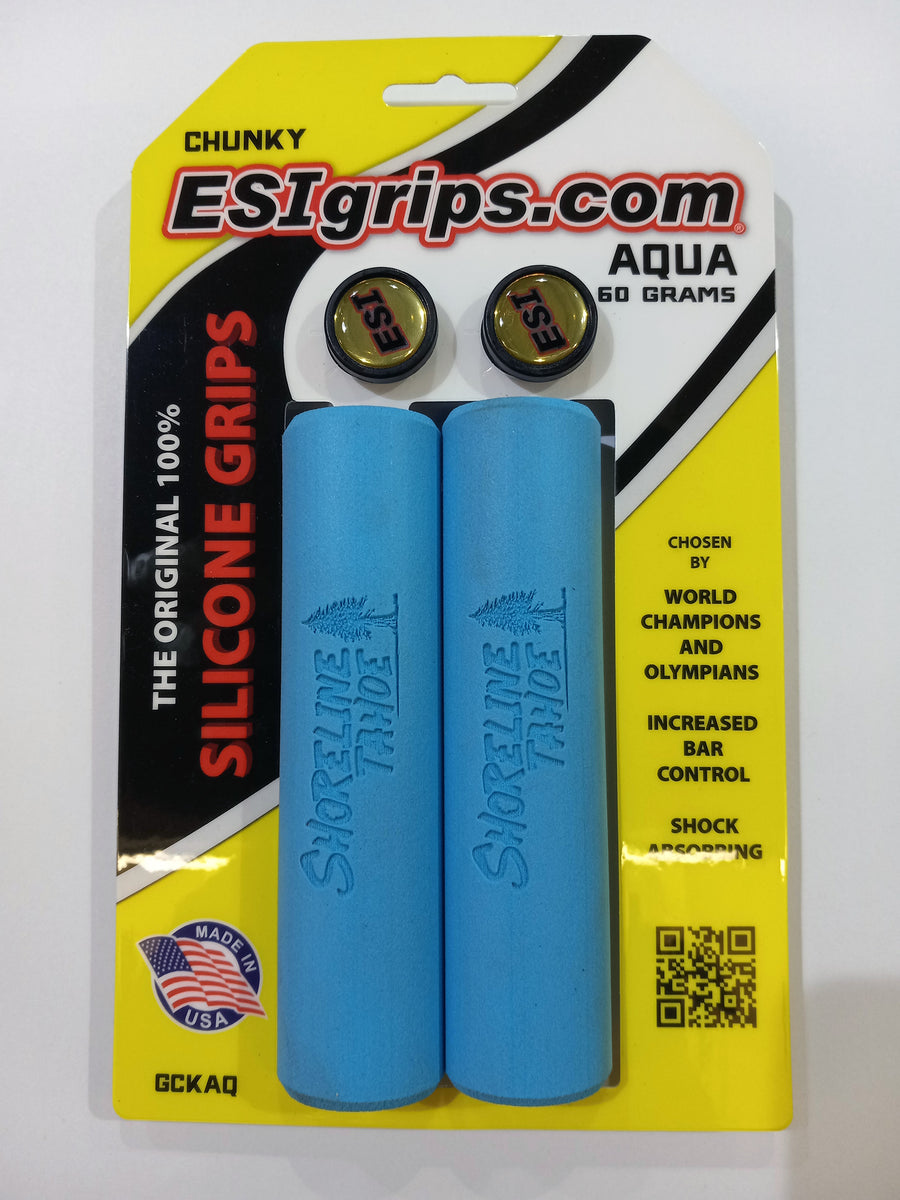 CHUNKY
ESIgrips.com®
AQUA
60 GRAMS
ESI
ESI
THE ORIGINAL 100%
SILICONE GRIPS
SHORELINE
TAHOE
SHORELINE
TAHOE
CHOSEN
BY
WORLD
CHAMPIONS
AND
OLYMPIANS
INCREASED
BAR
CONTROL
SHOCK
ABSORBING
MADE IN
USA
GCKAQ